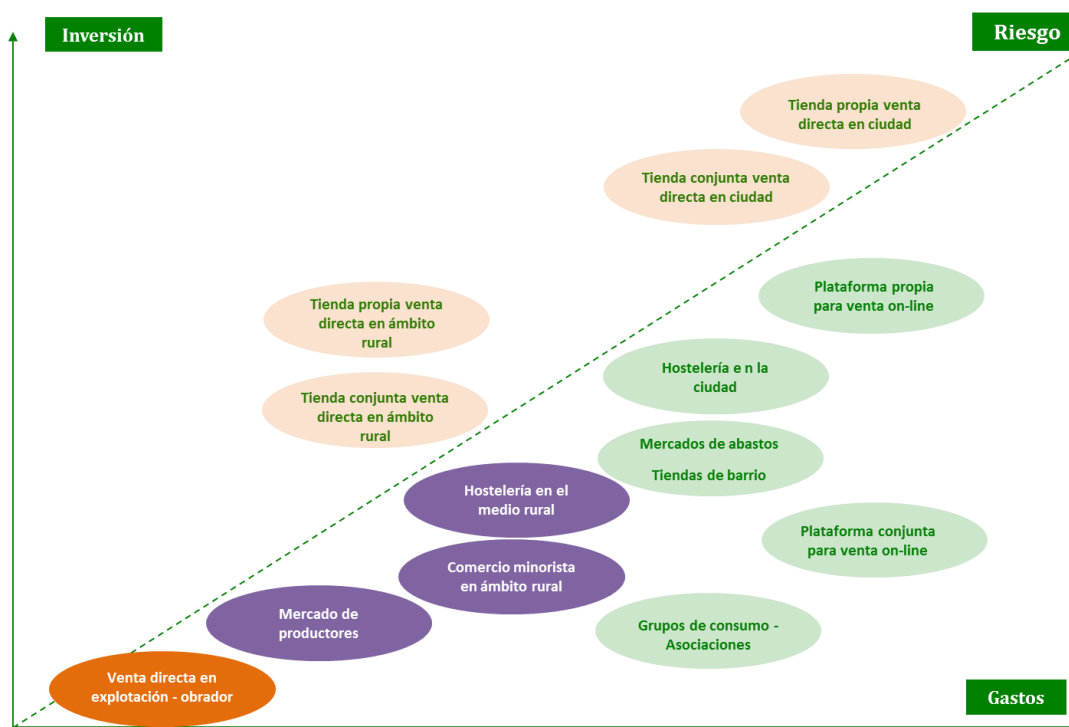 Inversión
Riesgo
Tienda propia venta
directa en ciudad
Tienda conjunta venta
directa en ciudad
Plataforma propia
para venta on-line
Tienda propia venta
directa en ámbito
rural
Hostelería e n la
ciudad
Tienda conjunta venta
directa en ámbito
rural
Mercados de abastos
Tiendas de barrio
Hostelería en el
medio rural
Plataforma conjunta
para venta on-line
Comercio minorista
en ámbito rural
Mercado de
productores
Grupos de consumo -
Asociaciones
Venta directa en
explotación - obrador
Gastos